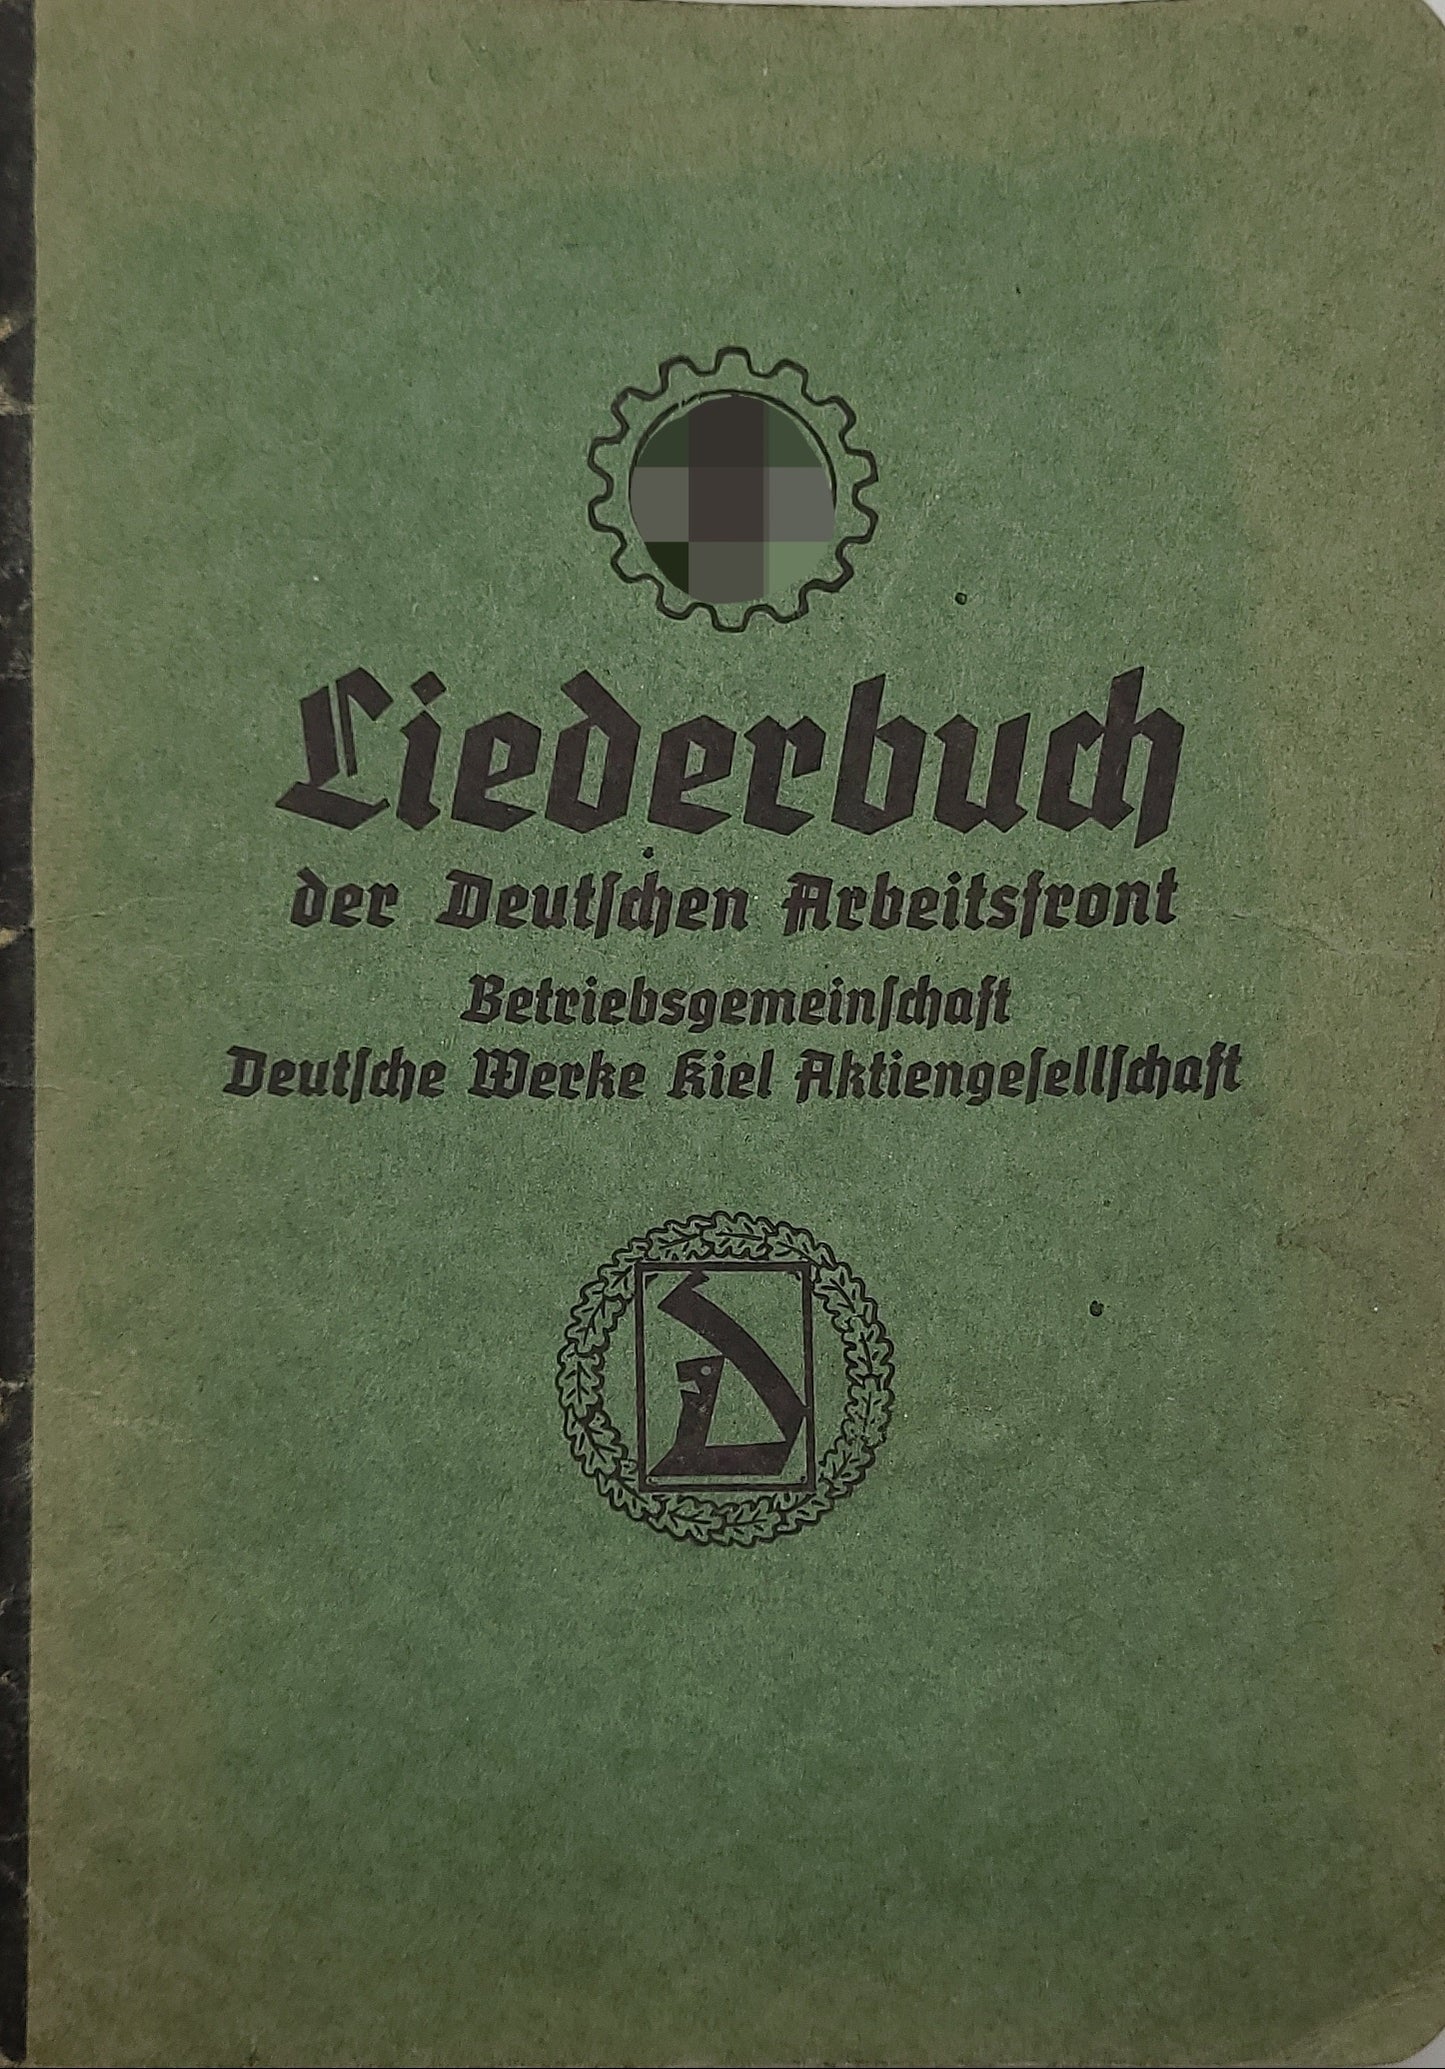 Liederbuch
der Deutſchen Arbeitsfront
Betriebsgemeinſchaft
Deutſche Werke Kiel Aktiengeſellſchaft
D